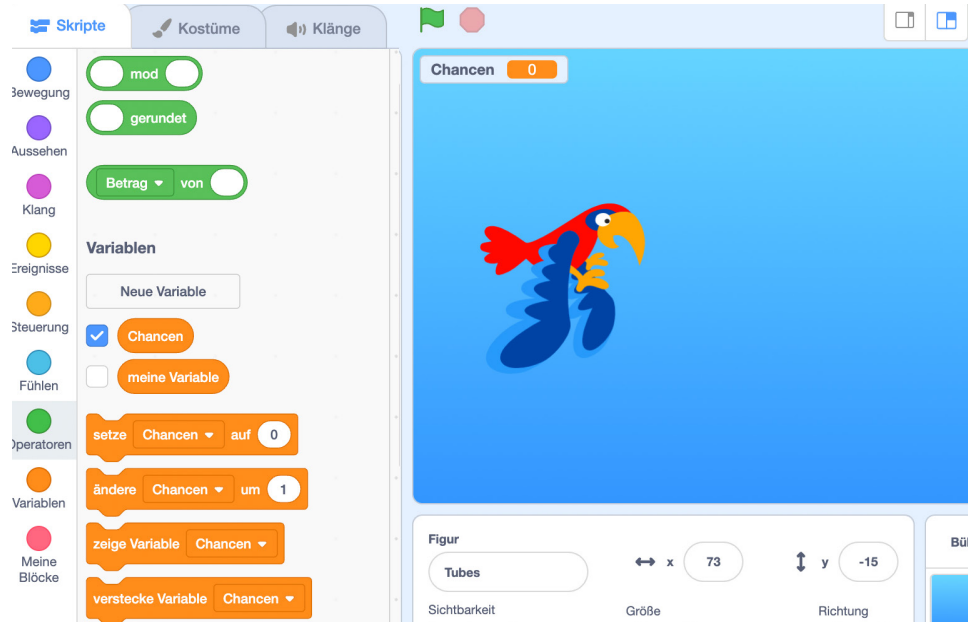 Skripte
Kostüme
Klänge
Bewegung
Aussehen
Klang
Ereignisse
Steuerung
Fühlen
Operatoren
Variablen
Meine
Blöcke
mod
gerundet
Betrag von
Variablen
Neue Variable
Chancen
meine Variable
setze Chancen auf 0
ändere Chancen um 1
zeige Variable Chancen
verstecke Variable Chancen
Chancen 0
Figur
Tubes
x 73
y -15
Sichtbarkeit
Größe
Richtung